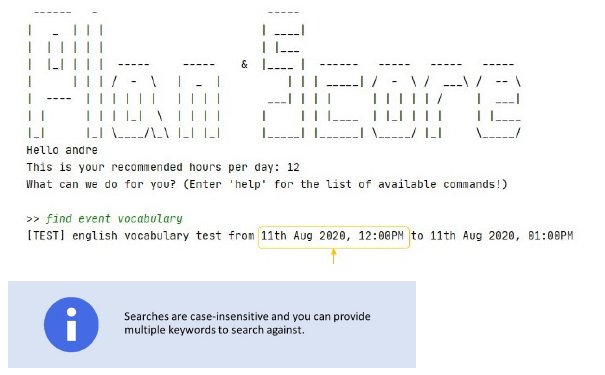 Plan & Score
Hello andre
This is your recommended hours per day: 12
What can we do for you? (Enter 'help' for the list of available commands!)
>> find event vocabulary
[TEST] english vocabulary test from 11th Aug 2020, 12:00PM to 11th Aug 2020, 01:00PM
i
Searches are case-insensitive and you can provide
multiple keywords to search against.